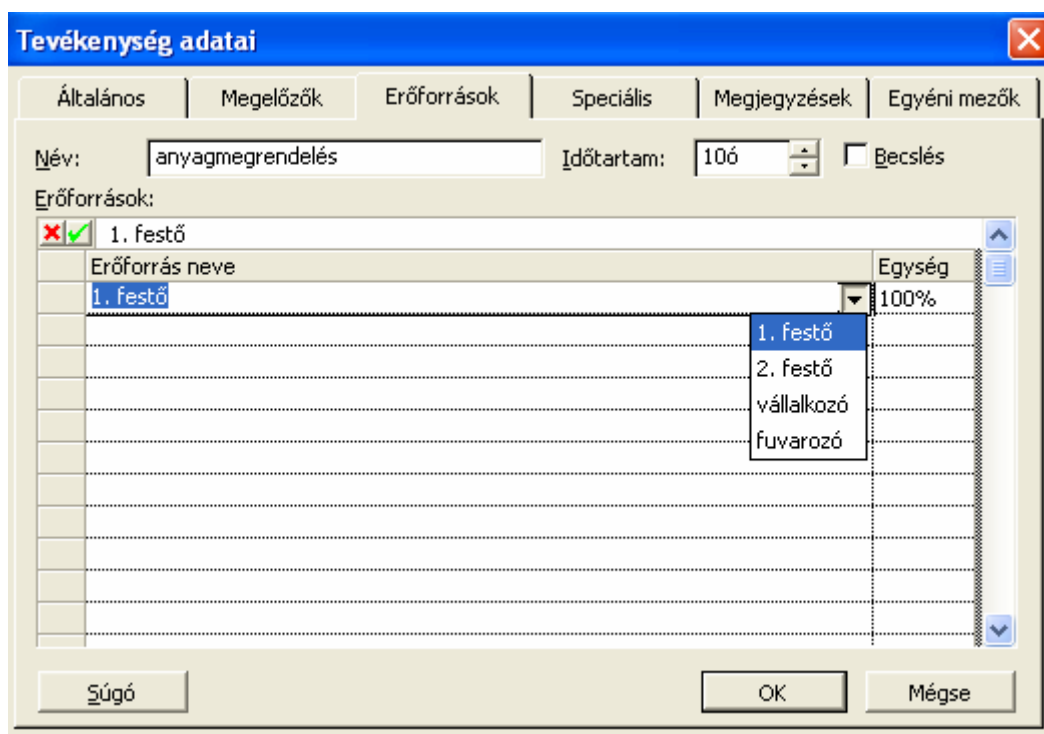 Tevékenység adatai
Általános Megelőzők Erőforrások Speciális Megjegyzések Egyéni mezők
Név: anyagmegrendelés Időtartam: 10ó Becslés
Erőforrások:
1. festő
Erőforrás neve Egység
1. festő 100%
1. festő
2. festő
vállalkozó
fuvarozó
Súgó OK Mégse